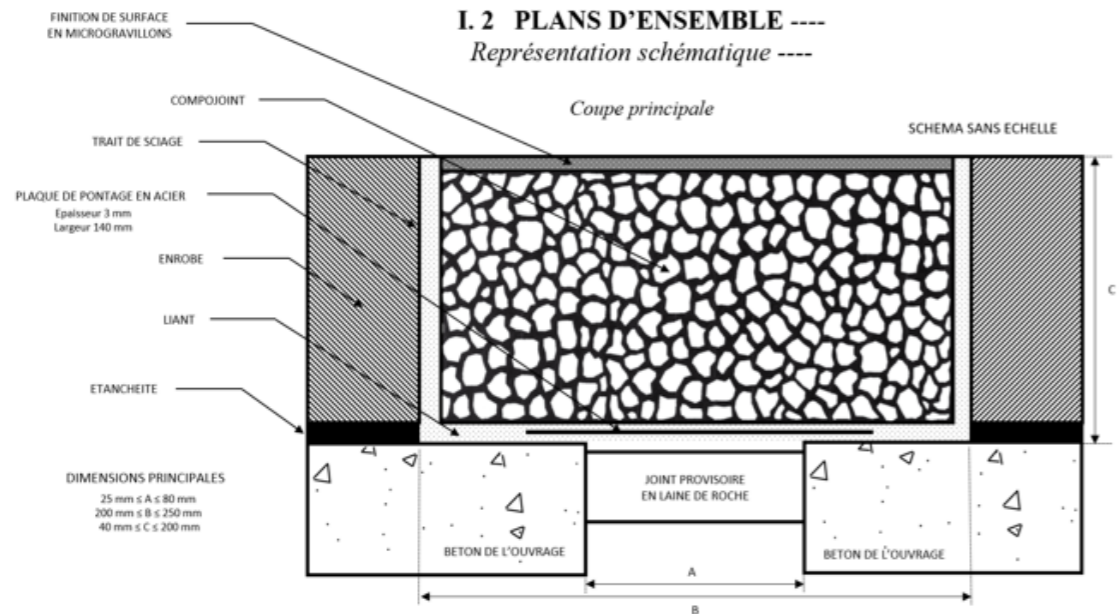 I. 2 PLANS D'ENSEMBLE ----
Représentation schématique ----
Coupe principale
SCHEMA SANS ECHELLE
FINITION DE SURFACE
EN MICROGRAVILLONS
COMPOJOINT
TRAIT DE SCIAGE
PLAQUE DE PONTAGE EN ACIER
Epaisseur 3 mm
Largeur 140 mm
ENROBE
LIANT
ETANCHEITE
C
DIMENSIONS PRINCIPALES
25 mm ≤ A ≤ 80 mm
200 mm ≤ B ≤ 250 mm
40 mm ≤ C ≤ 200 mm
JOINT PROVISOIRE
EN LAINE DE ROCHE
BETON DE L'OUVRAGE
BETON DE L'OUVRAGE
A
B